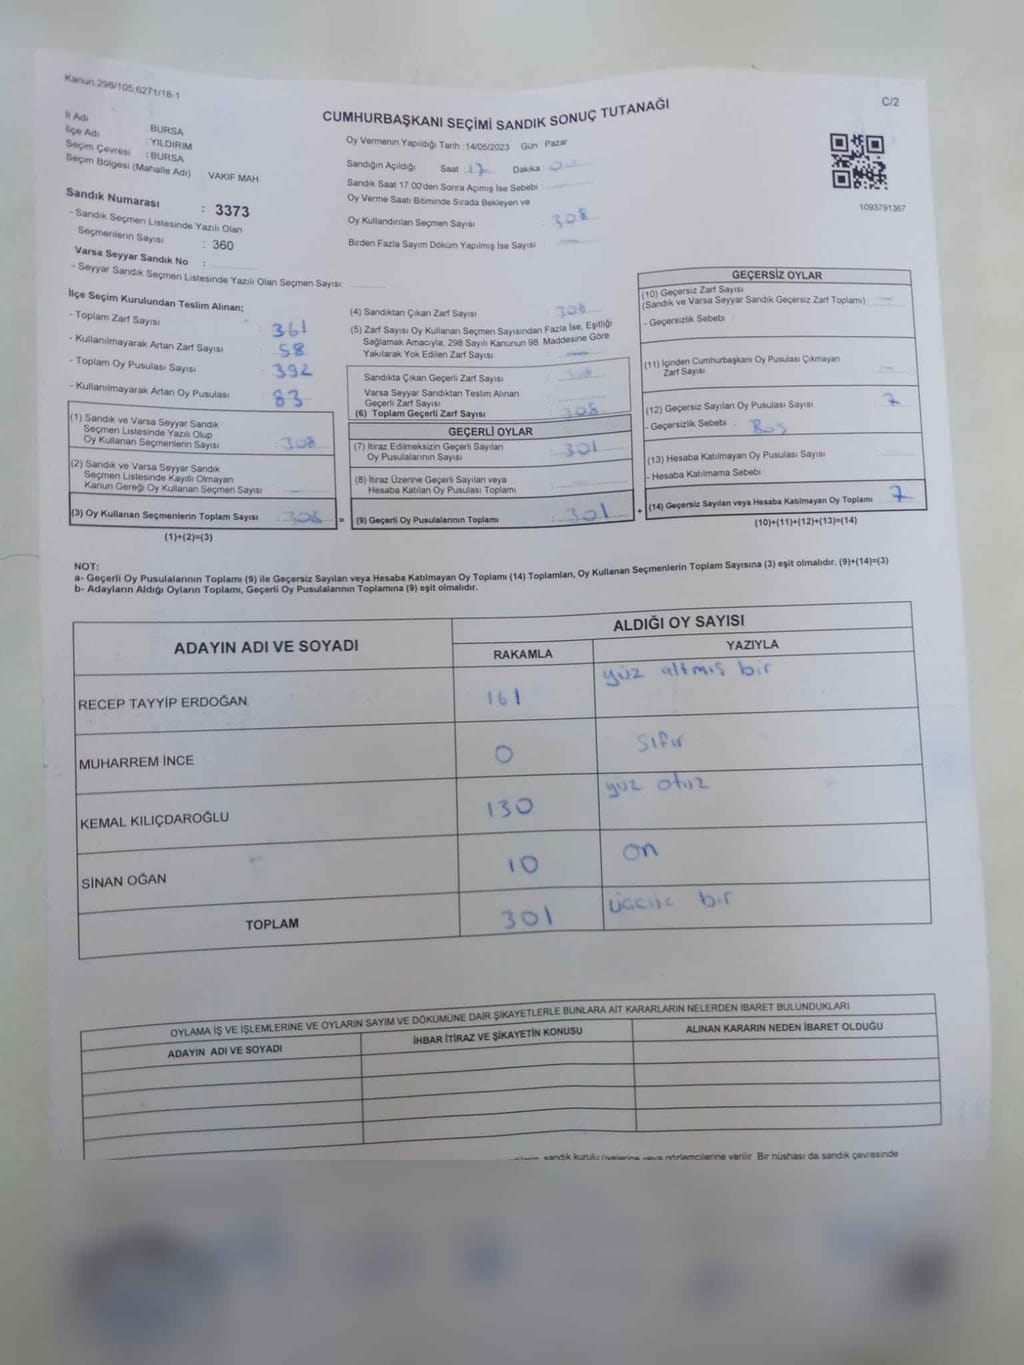 Kanun 298/105,6271/18-1
C/2
CUMHURBAŞKANI SEÇİMİ SANDIK SONUÇ TUTANAĞI
İl Adı : BURSA
İlçe Adı : YILDIRIM
Seçim Çevresi : BURSA
Seçim Bölgesi (Mahalle Adı) VAKIF MAH.
Sandık Numarası : 3373
- Sandık Seçmen Listesinde Yazılı Olan
Seçmenlerin Sayısı : 360
Varsa Seyyar Sandık No :
- Seyyar Sandık Seçmen Listesinde Yazılı Olan Seçmen Sayısı:
Oy Vermenin Yapıldığı Tarih :14/05/2023 Gün Pazar
Sandığın Açıldığı Saat 17 Dakika 00
Sandık Saat 17:00'den Sonra Açımış İse Sebebi
Oy Verme Saati Bitiminde Sırada Bekleyen ve
Oy Kullandırılan Seçmen Sayısı : 308
Birden Fazla Sayım Döküm Yapılmış İse Sayısı :
1093791367
İlçe Seçim Kurulundan Teslim Alınan;
- Toplam Zarf Sayısı : 361
- Kullanılmayarak Artan Zarf Sayısı : 58
- Toplam Oy Pusulası Sayısı : 392
- Kullanılmayarak Artan Oy Pusulası : 83
(1) Sandık ve Varsa Seyyar Sandık
Seçmen Listesinde Yazılı Olup
Oy Kullanan Seçmenlerin Sayısı : 308
(2) Sandık ve Varsa Seyyar Sandık
Seçmen Listesinde Kayıtlı Olmayan
Kanun Gereği Oy Kullanan Seçmen Sayısı :
(3) Oy Kullanan Seçmenlerin Toplam Sayısı 308
(1)+(2)=(3)
=
(4) Sandıktan Çıkan Zarf Sayısı : 308
(5) Zarf Sayısı Oy Kullanan Seçmen Sayısından Fazla İse, Eşitliği
Sağlamak Amacıyla, 298 Sayılı Kanunun 98. Maddesine Göre
Yakılarak Yok Edilen Zarf Sayısı :
Sandıkta Çıkan Geçerli Zarf Sayısı : 308
Varsa Seyyar Sandıktan Teslim Alınan
Geçerli Zarf Sayısı :
(6) Toplam Geçerli Zarf Sayısı : 308
GEÇERLİ OYLAR
(7) İtiraz Edilmeksizin Geçerli Sayılan
Oy Pusulalarının Sayısı : 301
(8) İtiraz Üzerine Geçerli Sayılan veya
Hesaba Katılan Oy Pusulası Toplamı :
(9) Geçerli Oy Pusulalarının Toplamı : 301
+
GEÇERSİZ OYLAR
(10) Geçersiz Zarf Sayısı
(Sandık ve Varsa Seyyar Sandık Geçersiz Zarf Toplamı) :
- Geçersizlik Sebebi :
(11) İçinden Cumhurbaşkanı Oy Pusulası Çıkmayan
Zarf Sayısı :
(12) Geçersiz Sayılan Oy Pusulası Sayısı : 7
- Geçersizlik Sebebi : Boş
(13) Hesaba Katılmayan Oy Pusulası Sayısı :
- Hesaba Katılmama Sebebi :
(14) Geçersiz Sayılan veya Hesaba Katılmayan Oy Toplamı : 7
(10)+(11)+(12)+(13)=(14)
NOT:
a- Geçerli Oy Pusulalarının Toplamı (9) ile Geçersiz Sayılan veya Hesaba Katılmayan Oy Toplamı (14) Toplamları, Oy Kullanan Seçmenlerin Toplam Sayısına (3) eşit olmalıdır. (9)+(14)=(3)
b- Adayların Aldığı Oyların Toplamı, Geçerli Oy Pusulalarının Toplamına (9) eşit olmalıdır.
ADAYIN ADI VE SOYADI
ALDIĞI OY SAYISI
RAKAMLA YAZIYLA
RECEP TAYYİP ERDOĞAN 161 yüz altmış bir
MUHARREM İNCE 0 sıfır
KEMAL KILIÇDAROĞLU 130 yüz otuz
SİNAN OĞAN 10 on
TOPLAM 301 bir
OYLAMA İŞ VE İŞLEMLERİNE VE OYLARIN SAYIM VE DÖKÜMÜNE DAİR ŞİKAYETLERLE BUNLARA AİT KARARLARIN NELERDEN İBARET BULUNDUKLARI
ADAYIN ADI VE SOYADI İHBAR İTİRAZ VE ŞİKAYETİN KONUSU ALINAN KARARIN NEDEN İBARET OLDUĞU
sandık kurulu üyelerine veya gözlemcilerine verilir. Bir nüshası da sandık çevresinde